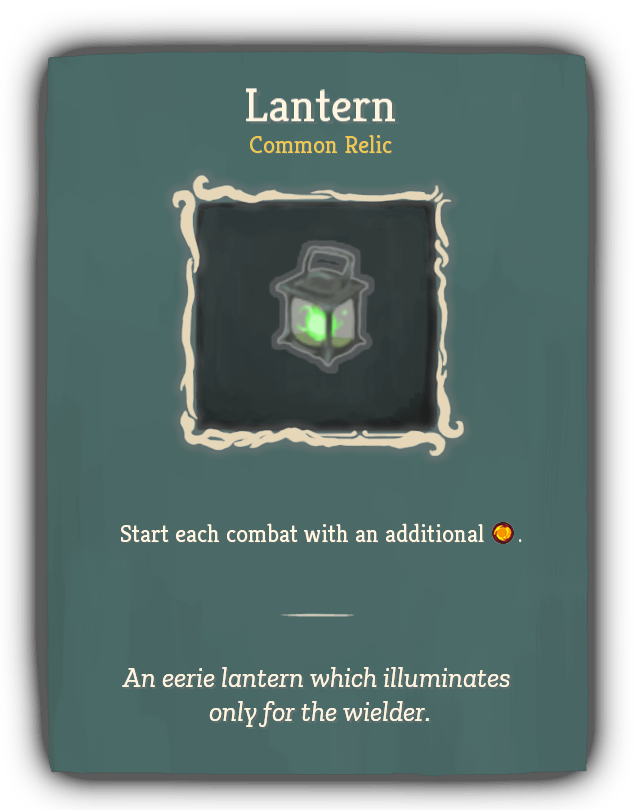 Lantern
Common Relic
Start each combat with an additional .
An eerie lantern which illuminates
only for the wielder.